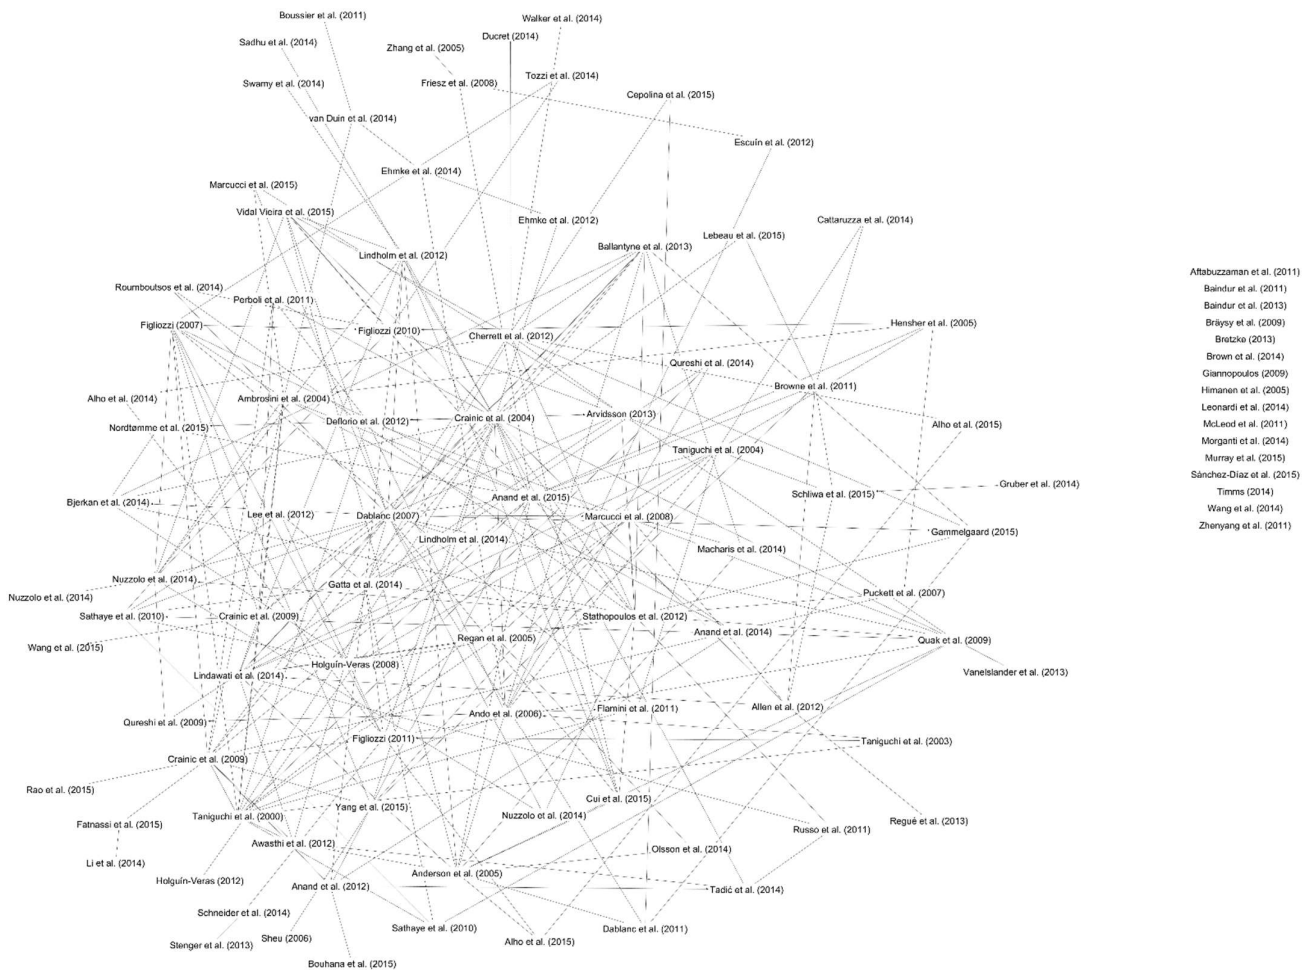 Boussier et al. (2011)
Walker et al. (2014)
Ducret (2014)
Sadhu et al. (2014)
Zhang et al. (2005)
Tozzi et al. (2014)
Swamy et al. (2014)
Friesz et al. (2008)
Cepolina et al. (2015)
van Duin et al. (2014)
Escuín et al. (2012)
Ehmke et al. (2014)
Marcucci et al. (2015)
Vidal Vieira et al. (2015)
Ehmke et al. (2012)
Cattaruzza et al. (2014)
Lebeau et al. (2015)
Ballantyne et al. (2013)
Lindholm et al. (2012)
Roumboutsos et al. (2014)
Perboli et al. (2011)
Figliozzi (2007)
Figliozzi (2010)
Cherrett et al. (2012)
Hensher et al. (2005)
Qureshi et al. (2014)
Browne et al. (2011)
Alho et al. (2014)
Ambrosini et al. (2004)
Arvidsson (2013)
Crainic et al. (2004)
Deflorio et al. (2012)
Nordtømmo et al. (2015)
Alho et al. (2015)
Taniguchi et al. (2004)
Gruber et al. (2014)
Schliwa et al. (2015)
Anand et al. (2015)
Bjerkan et al. (2014)
Lee et al. (2012)
Dablanc (2007)
Marcucci et al. (2008)
Gammelgaard (2015)
Lindholm et al. (2014)
Macharis et al. (2014)
Nuzzolo et al. (2014)
Gatta et al. (2014)
Puckett et al. (2007)
Nuzzolo et al. (2014)
Sathaye et al. (2010)
Crainic et al. (2009)
Stathopoulos et al. (2012)
Anand et al. (2014)
Regan et al. (2005)
Quak et al. (2009)
Wang et al. (2015)
Holguín-Veras (2008)
Lindawati et al. (2014)
Vanelslander et al. (2013)
Flamini et al. (2011)
Allen et al. (2012)
Ando et al. (2006)
Qureshi et al. (2009)
Figliozzi (2011)
Taniguchi et al. (2003)
Crainic et al. (2009)
Rao et al. (2015)
Cui et al. (2015)
Yang et al. (2015)
Nuzzolo et al. (2014)
Taniguchi et al. (2000)
Regué et al. (2013)
Fatnassi et al. (2015)
Russo et al. (2011)
Awasthi et al. (2012)
Olsson et al. (2014)
Li et al. (2014)
Anderson et al. (2005)
Holguín-Veras (2012)
Anand et al. (2012)
Tadić et al. (2014)
Schneider et al. (2014)
Sathaye et al. (2010)
Dablanc et al. (2011)
Sheu (2006)
Stenger et al. (2013)
Alho et al. (2015)
Bouhana et al. (2015)
Aftabuzzaman et al. (2011)
Baindur et al. (2011)
Baindur et al. (2013)
Bräysy et al. (2009)
Bretzke (2013)
Brown et al. (2014)
Giannopoulos (2009)
Himanen et al. (2005)
Leonardi et al. (2014)
McLeod et al. (2011)
Morganti et al. (2014)
Murray et al. (2015)
Sánchez-Díaz et al. (2015)
Timms (2014)
Wang et al. (2014)
Zhenyang et al. (2011)